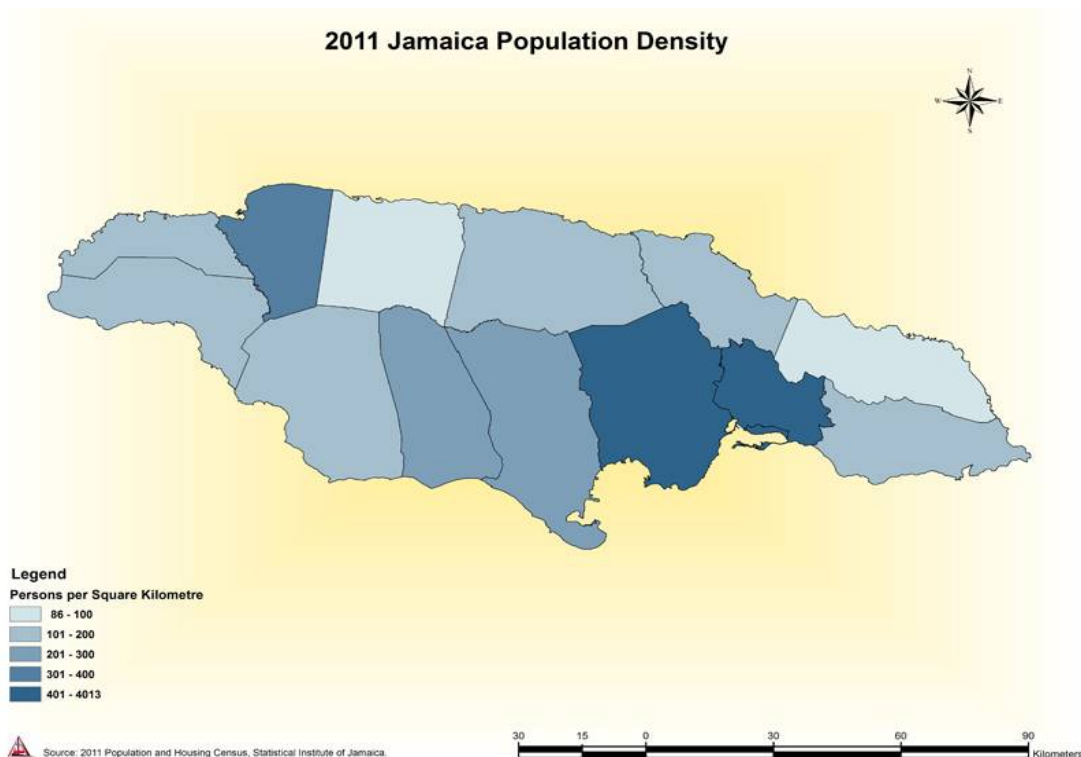 2011 Jamaica Population Density
N
W E
S
Legend
Persons per Square Kilometre
86 - 100
101 - 200
201 - 300
301 - 400
401 - 4013
Source: 2011 Population and Housing Census, Statistical Institute of Jamaica.
30 15 0 30 60 90
Kilometers